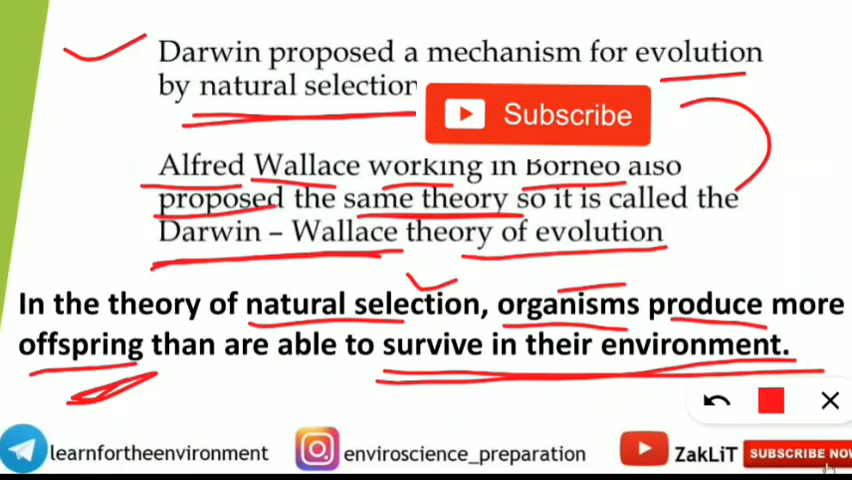 Darwin proposed a mechanism for evolution
by natural selection
Subscribe
Alfred Wallace working in Borneo also
proposed the same theory so it is called the
Darwin – Wallace theory of evolution
In the theory of natural selection, organisms produce more
offspring than are able to survive in their environment.
learnfortheenvironment
enviroscience_preparation
ZakLiT
SUBSCRIBE NOW